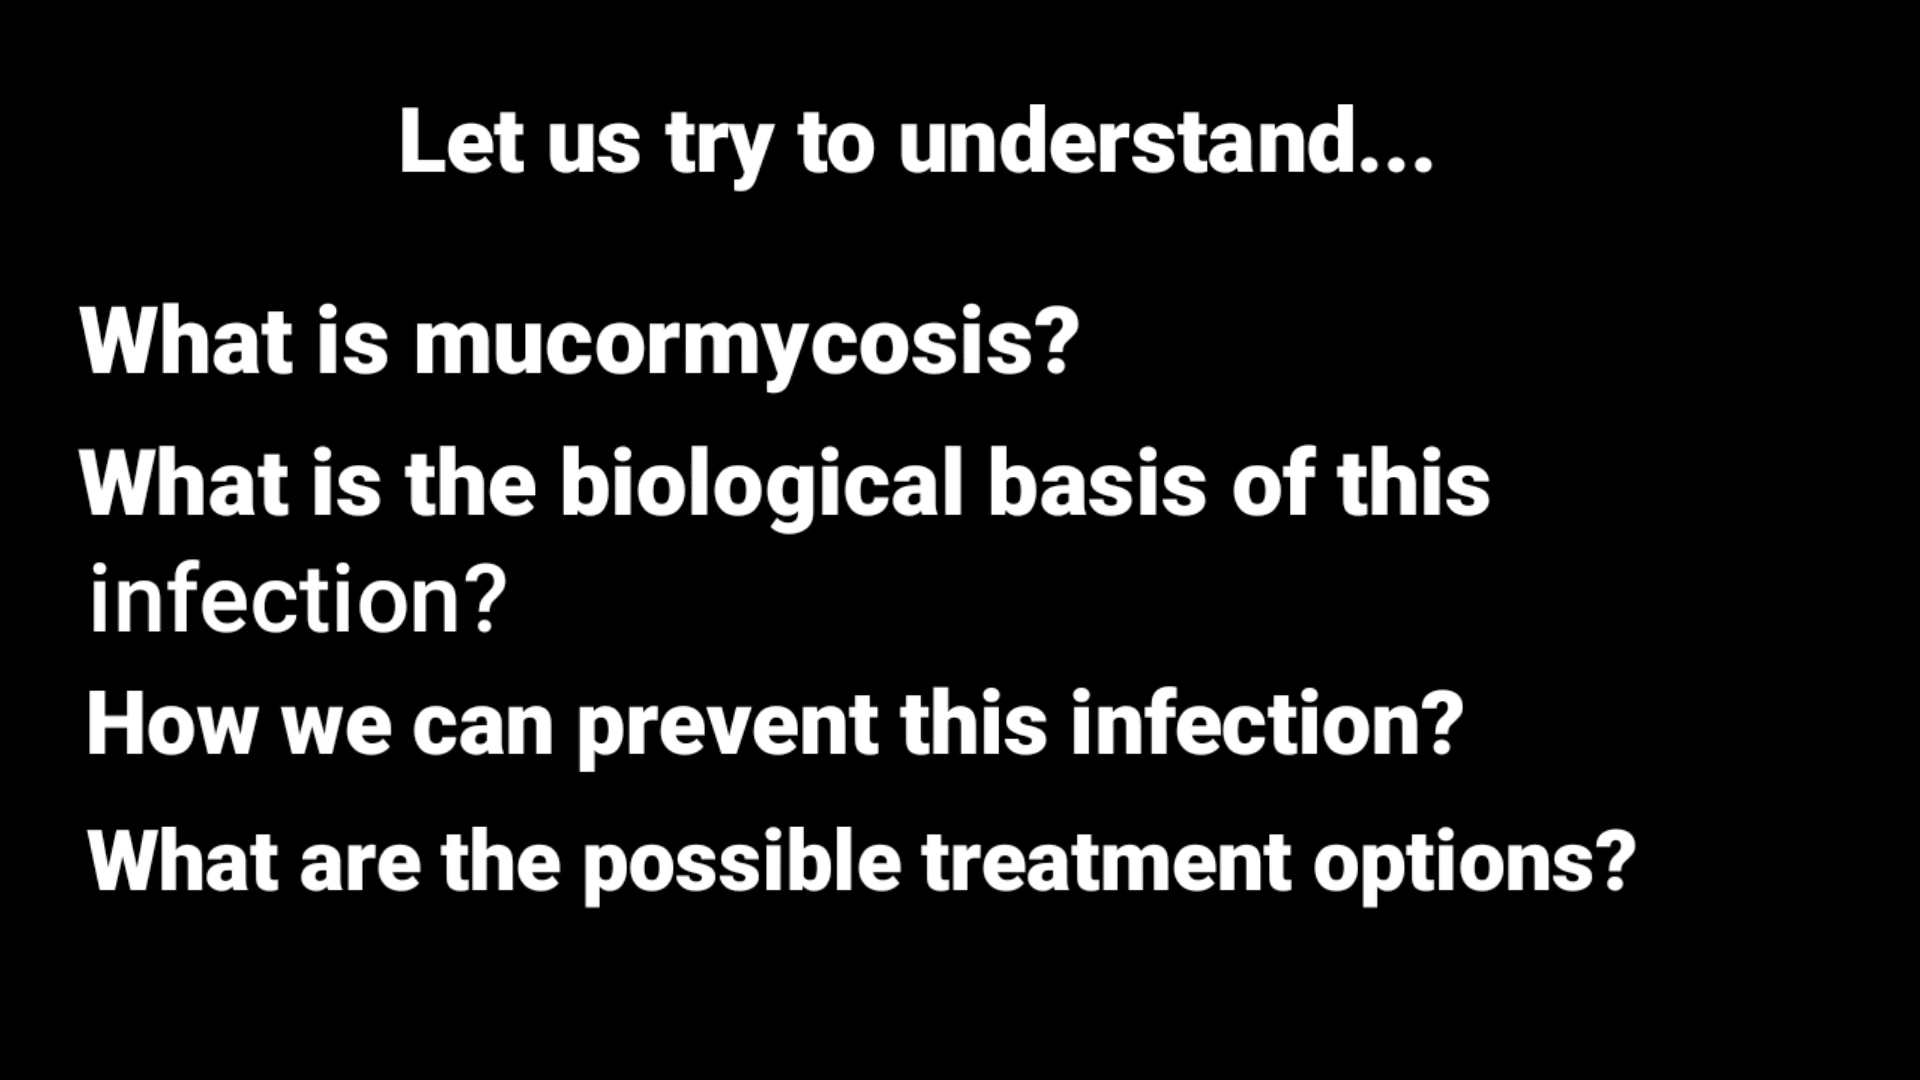 Let us try to understand...
What is mucormycosis?
What is the biological basis of this
infection?
How we can prevent this infection?
What are the possible treatment options?